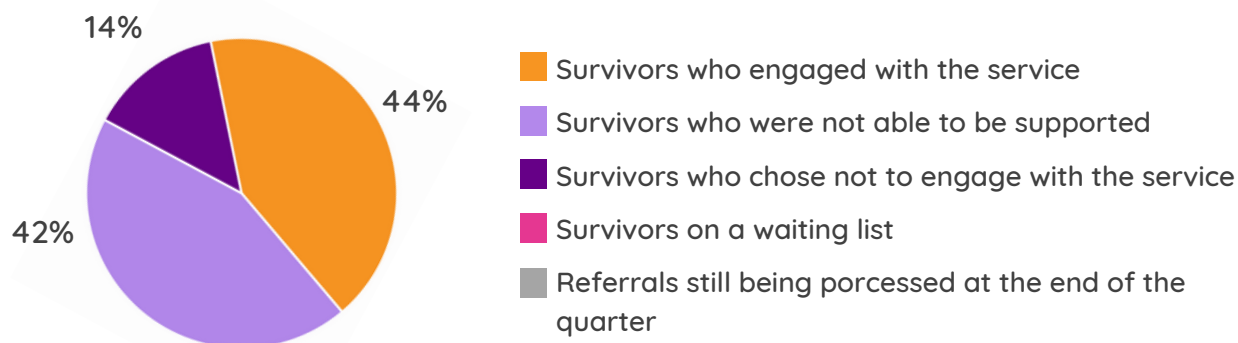 14%
44%
42%
Survivors who engaged with the service
Survivors who were not able to be supported
Survivors who chose not to engage with the service
Survivors on a waiting list
Referrals still being porcessed at the end of the
quarter